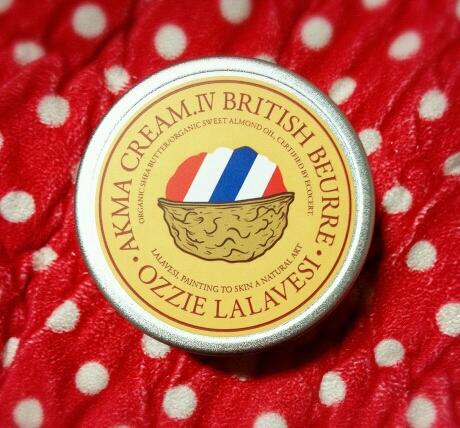 AKMA CREAM.IV BRITISH BEURRE
ORGANIC SHEA BUTTER/ORGANIC SWEET ALMOND OIL, CERTIFIED BY ECOCERT.
LALAVESI, PAINTING TO SKIN A NATURAL ART
• OZZIE LALAVESI •